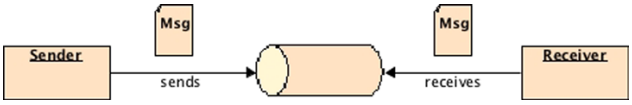 Msg
Msg
Sender
Receiver
sends
receives